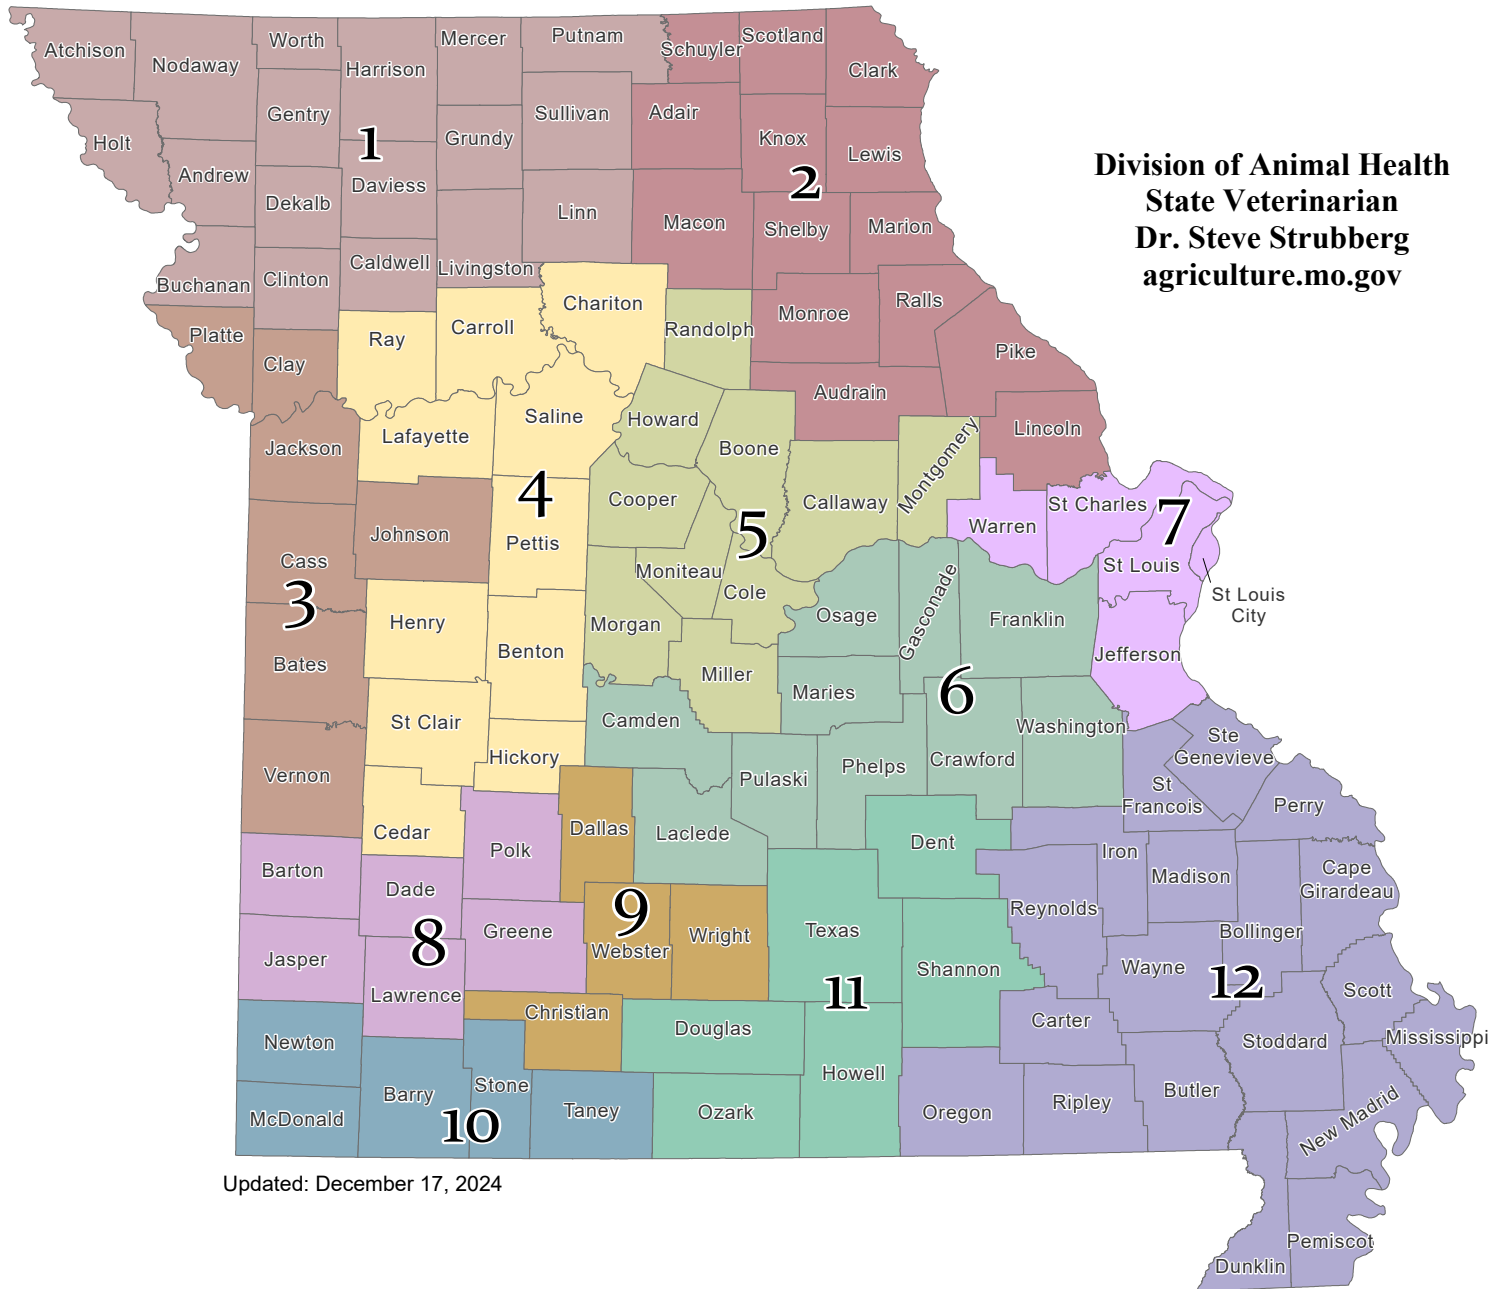 Atchison
Nodaway
Worth
Harrison
Mercer
Putnam
Schuyler
Scotland
Clark
Holt
Gentry
1
Grundy
Sullivan
Adair
Knox
Lewis
Andrew
Dekalb
Daviess
Linn
Macon
2
Shelby
Marion
Buchanan
Clinton
Caldwell
Livingston
Chariton
Randolph
Monroe
Ralls
Pike
Division of Animal Health
State Veterinarian
Dr. Steve Strubberg
agriculture.mo.gov
Platte
Clay
Ray
Carroll
Saline
Howard
Boone
Audrain
Lincoln
Jackson
Lafayette
4
Cooper
Callaway
Montgomery
Warren
St Charles
7
St Louis
St Louis
City
Jefferson
Cass
3
Johnson
Pettis
Moniteau
5
Cole
Osage
Gasconade
Franklin
Bates
Henry
Benton
Morgan
Miller
Maries
6
Washington
Vernon
St Clair
Hickory
Camden
Pulaski
Phelps
Crawford
Ste
Genevieve
St
Francois
Perry
Cedar
Polk
Dallas
Laclede
Dent
Iron
Madison
Cape
Girardeau
Barton
Dade
8
Greene
9
Webster
Wright
Texas
Reynolds
Bollinger
Jasper
Lawrence
Christian
11
Shannon
Wayne
12
Scott
Newton
Barry
Stone
Douglas
Howell
Carter
Stoddard
Mississippi
McDonald
10
Taney
Ozark
Oregon
Ripley
Butler
New Madrid
Updated: December 17, 2024
Dunklin
Pemiscot